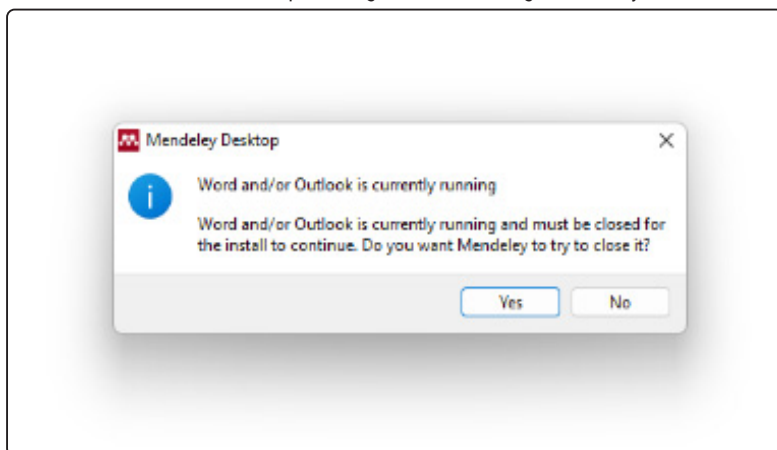 Mendeley Desktop
Word and/or Outlook is currently running
Word and/or Outlook is currently running and must be closed for
the install to continue. Do you want Mendeley to try to close it?
Yes
No